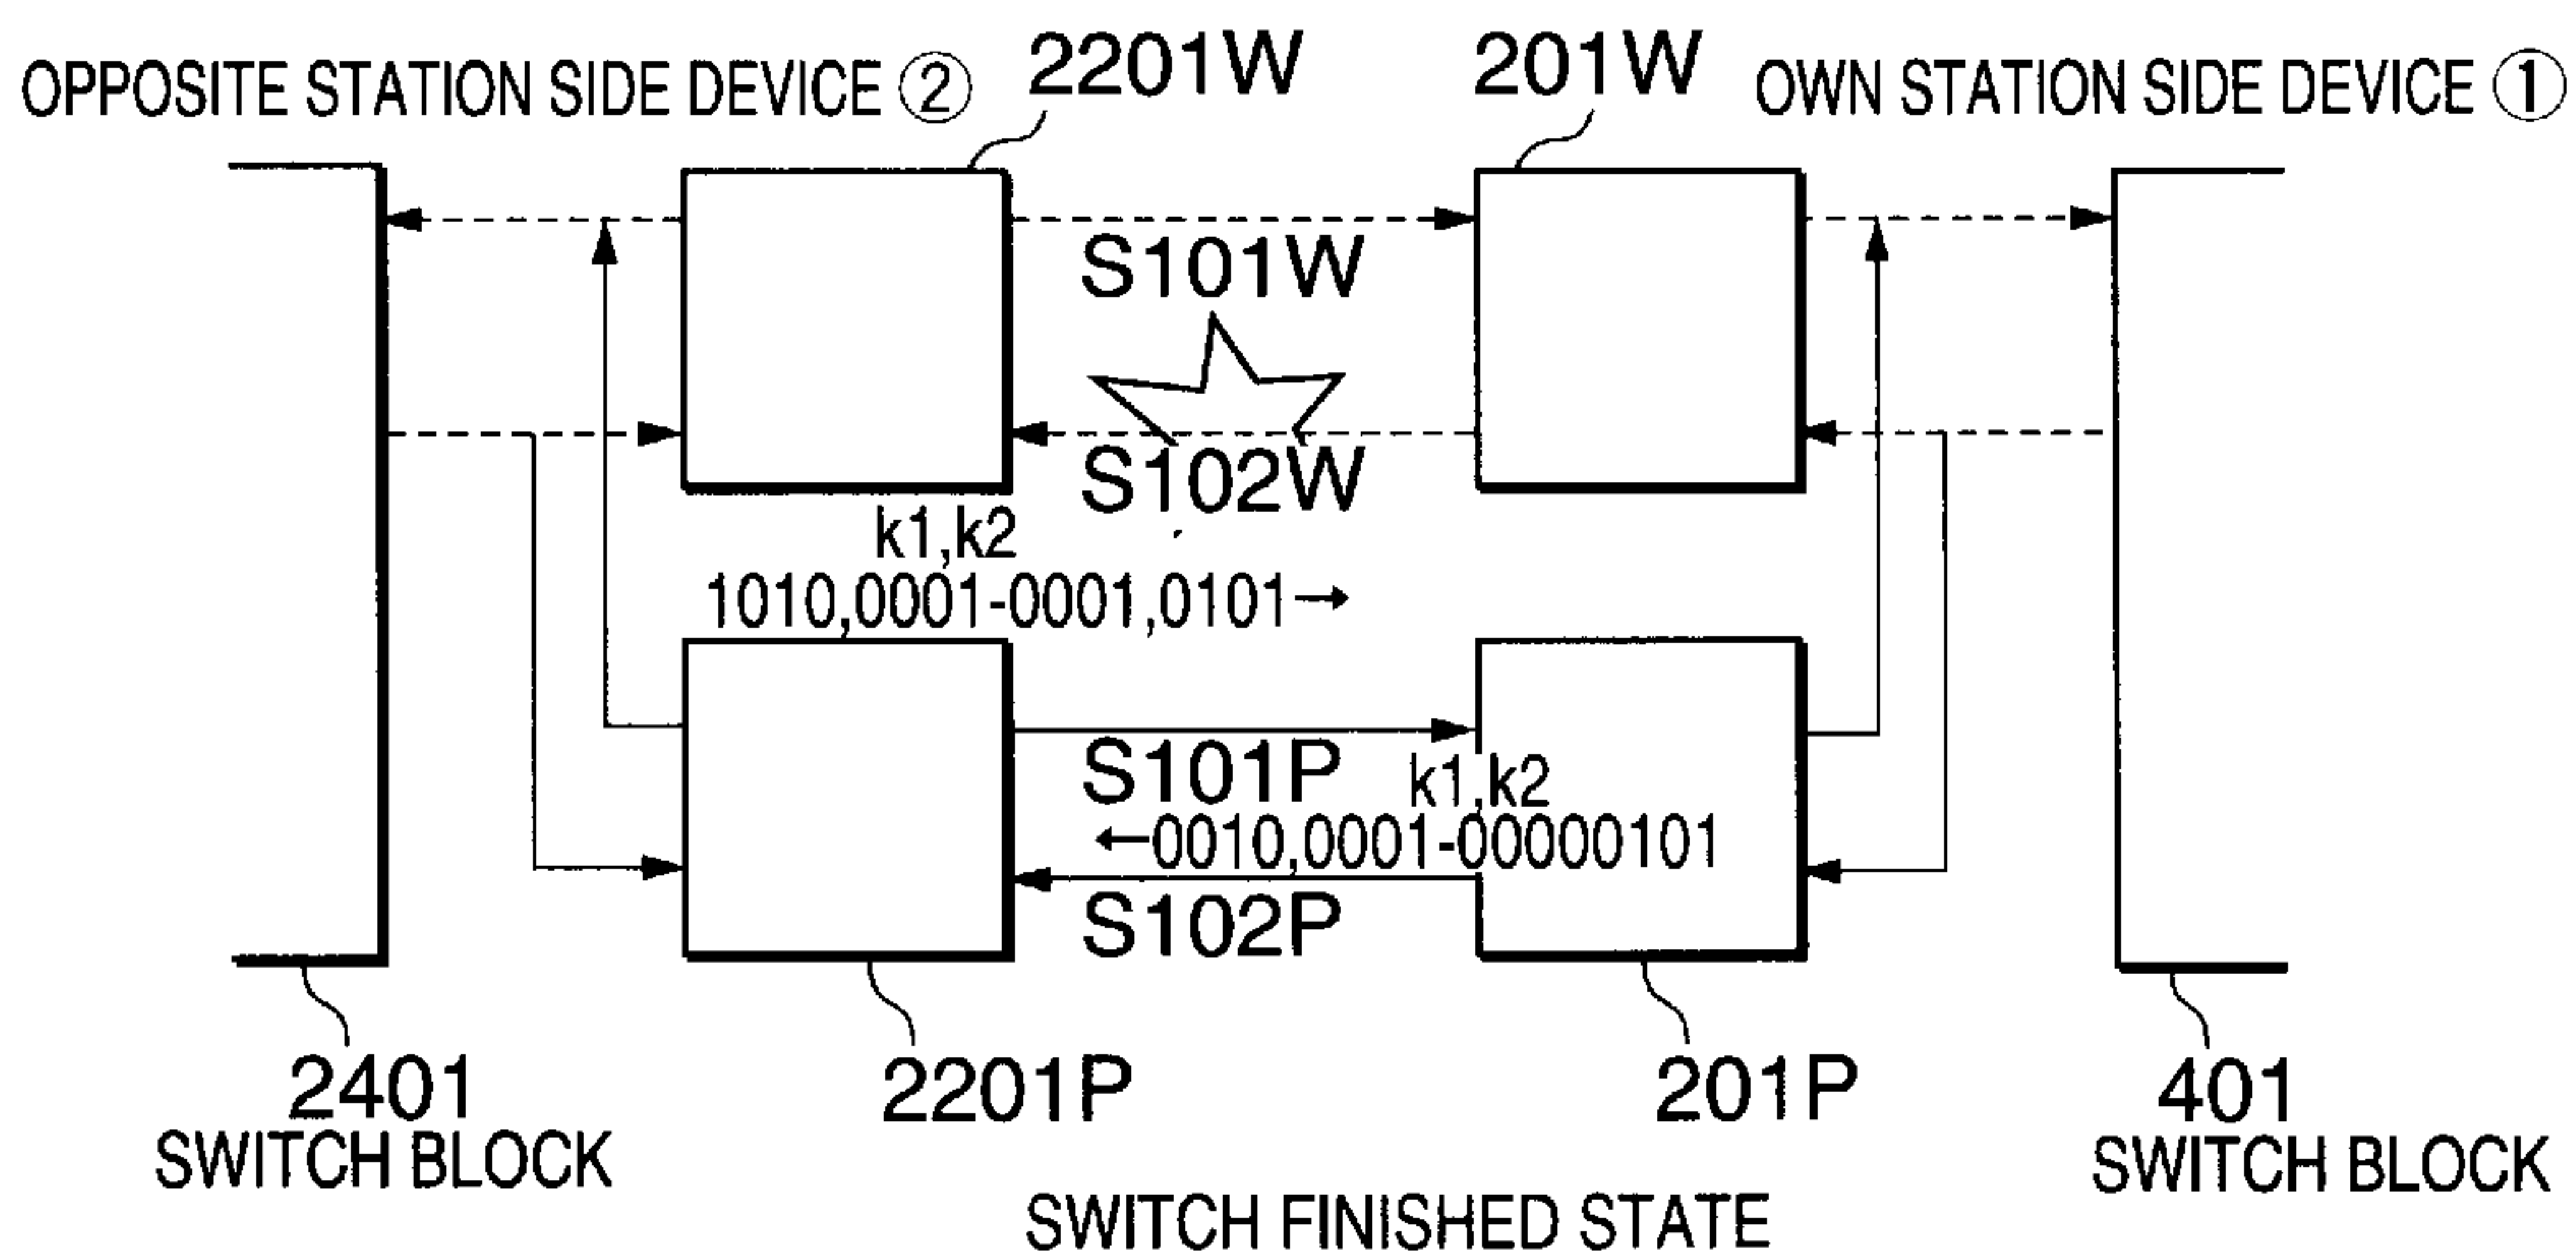 OPPOSITE STATION SIDE DEVICE ② 2201W 201W OWN STATION SIDE DEVICE ①
S101W
S102W
k1,k2
1010,0001-0001,0101→
S101P k1,k2
←0010,0001-00000101
S102P
2401 2201P 201P 401
SWITCH BLOCK SWITCH BLOCK
SWITCH FINISHED STATE